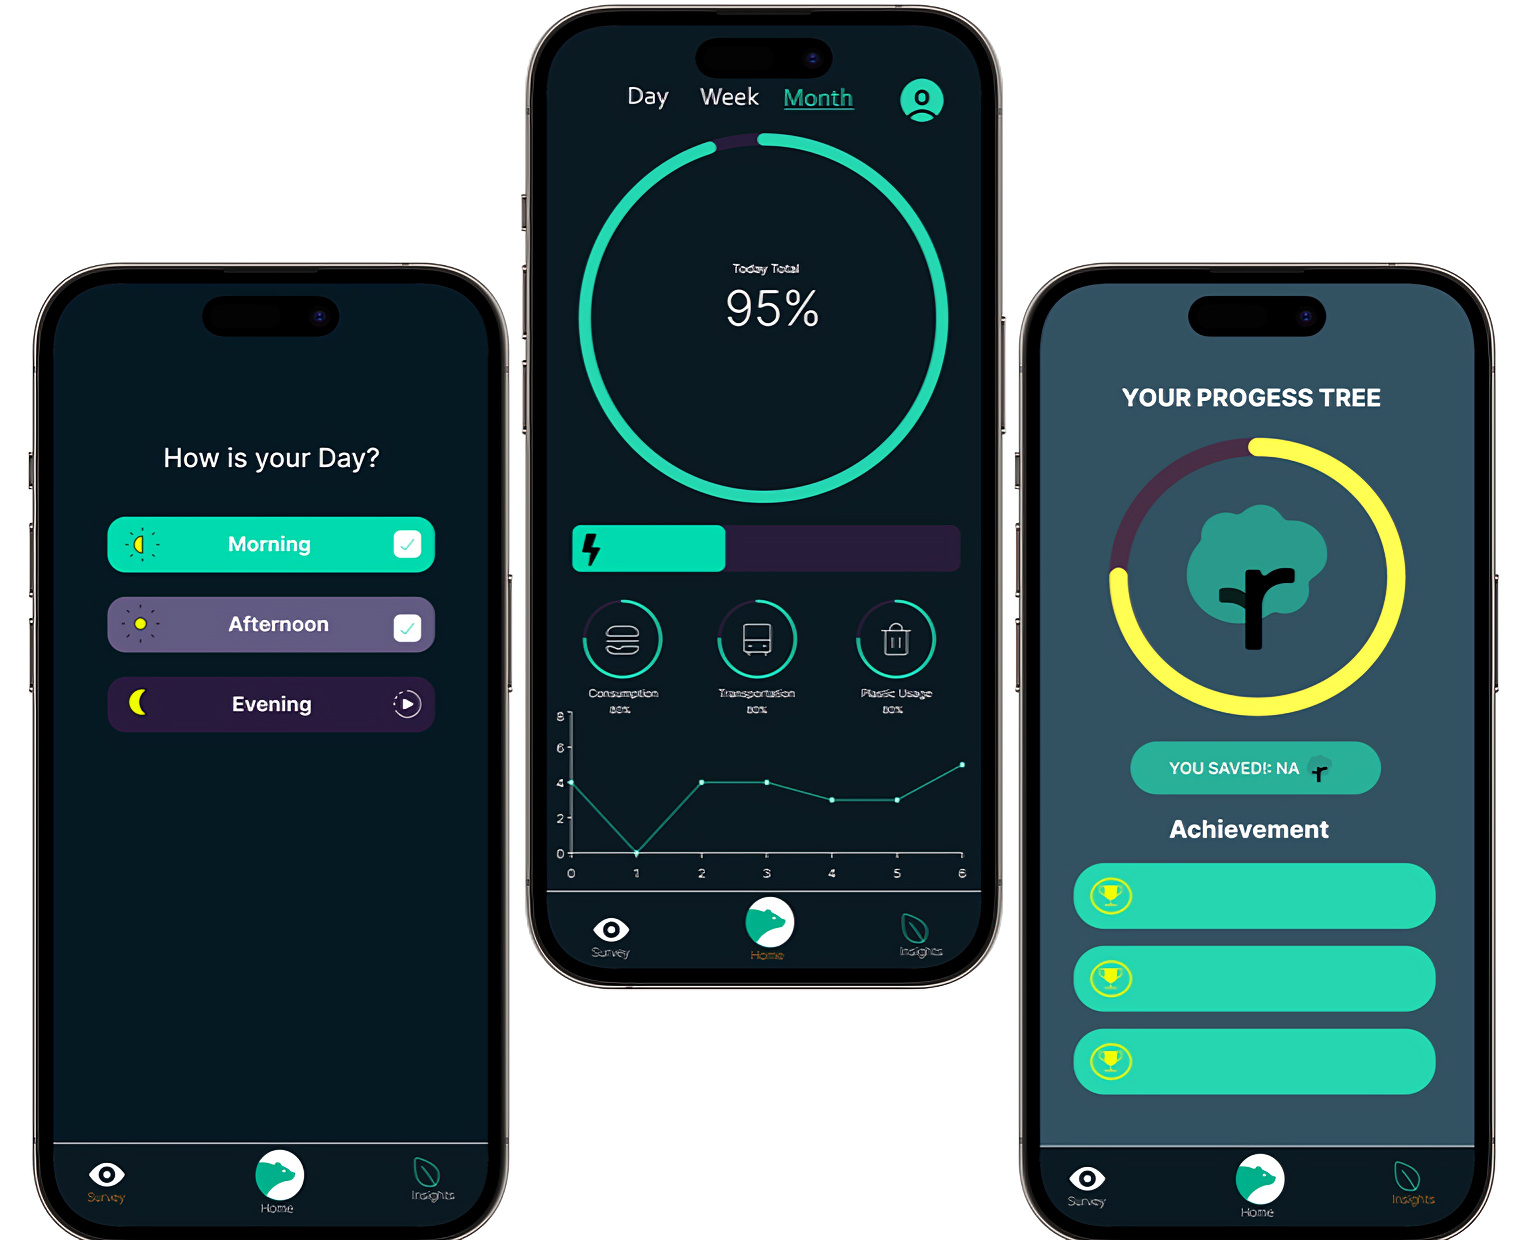 How is your Day?
Morning
Afternoon
Evening
Survey
Home
Insights
Day Week Month
Today Total
95%
Consumption Transportation Plastic Usage
80% 80%
8
6
4
2
0
0 1 2 3 4 5 6
Survey
Home
Insights
YOUR PROGESS TREE
YOU SAVED!: NA
Achievement
Survey
Home
Insights